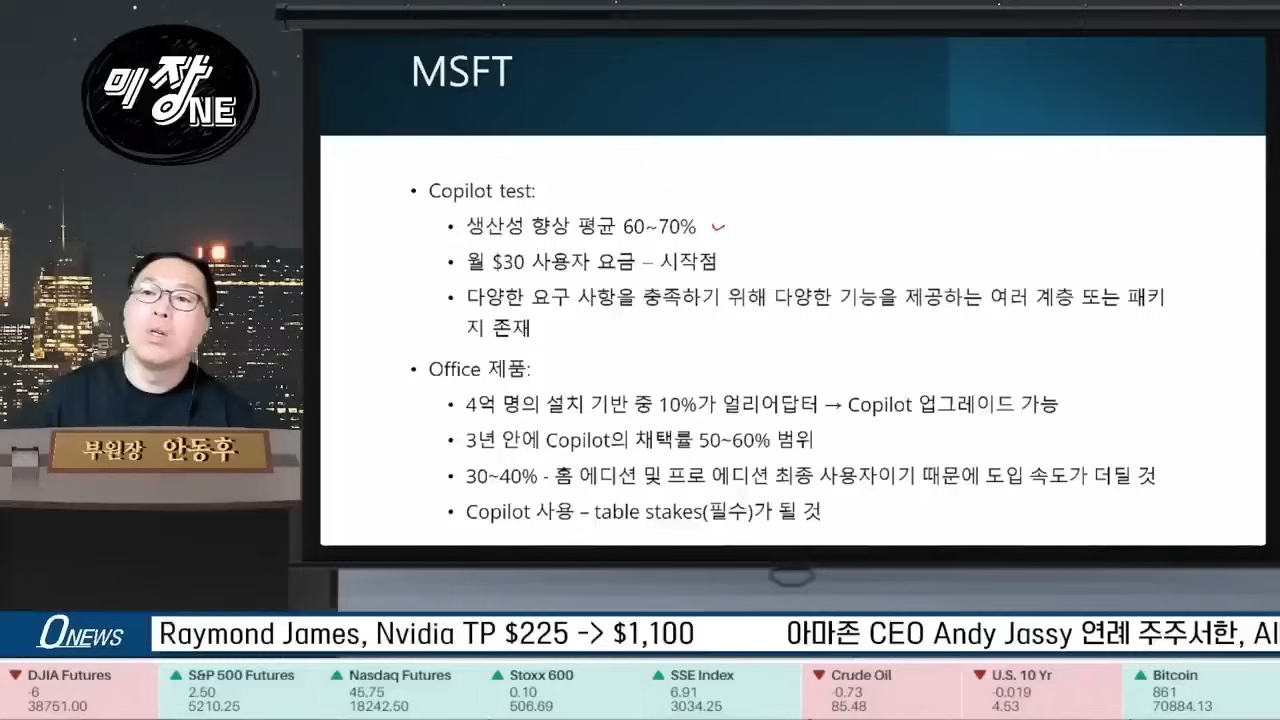 미장
NE
MSFT
• Copilot test:
• 생산성 향상 평균 60~70%
• 월 $30 사용자 요금 – 시작점
• 다양한 요구 사항을 충족하기 위해 다양한 기능을 제공하는 여러 계층 또는 패키
지 존재
• Office 제품:
• 4억 명의 설치 기반 중 10%가 얼리어답터 → Copilot 업그레이드 가능
• 3년 안에 Copilot의 채택률 50~60% 범위
• 30~40% - 홈 에디션 및 프로 에디션 최종 사용자이기 때문에 도입 속도가 더딜 것
• Copilot 사용 – table stakes(필수)가 될 것
부원장 안동후
O NEWS
Raymond James, Nvidia TP $225 -> $1,100 아마존 CEO Andy Jassy 연례 주주서한, AI
▼ DJIA Futures
-6
38751.00
▲ S&P 500 Futures
2.50
5210.25
▲ Nasdaq Futures
45.75
18242.50
▲ Stoxx 600
0.10
506.69
▲ SSE Index
6.91
3034.25
▼ Crude Oil
-0.73
85.48
▼ U.S. 10 Yr
-0.019
4.53
▲ Bitcoin
861
70884.13